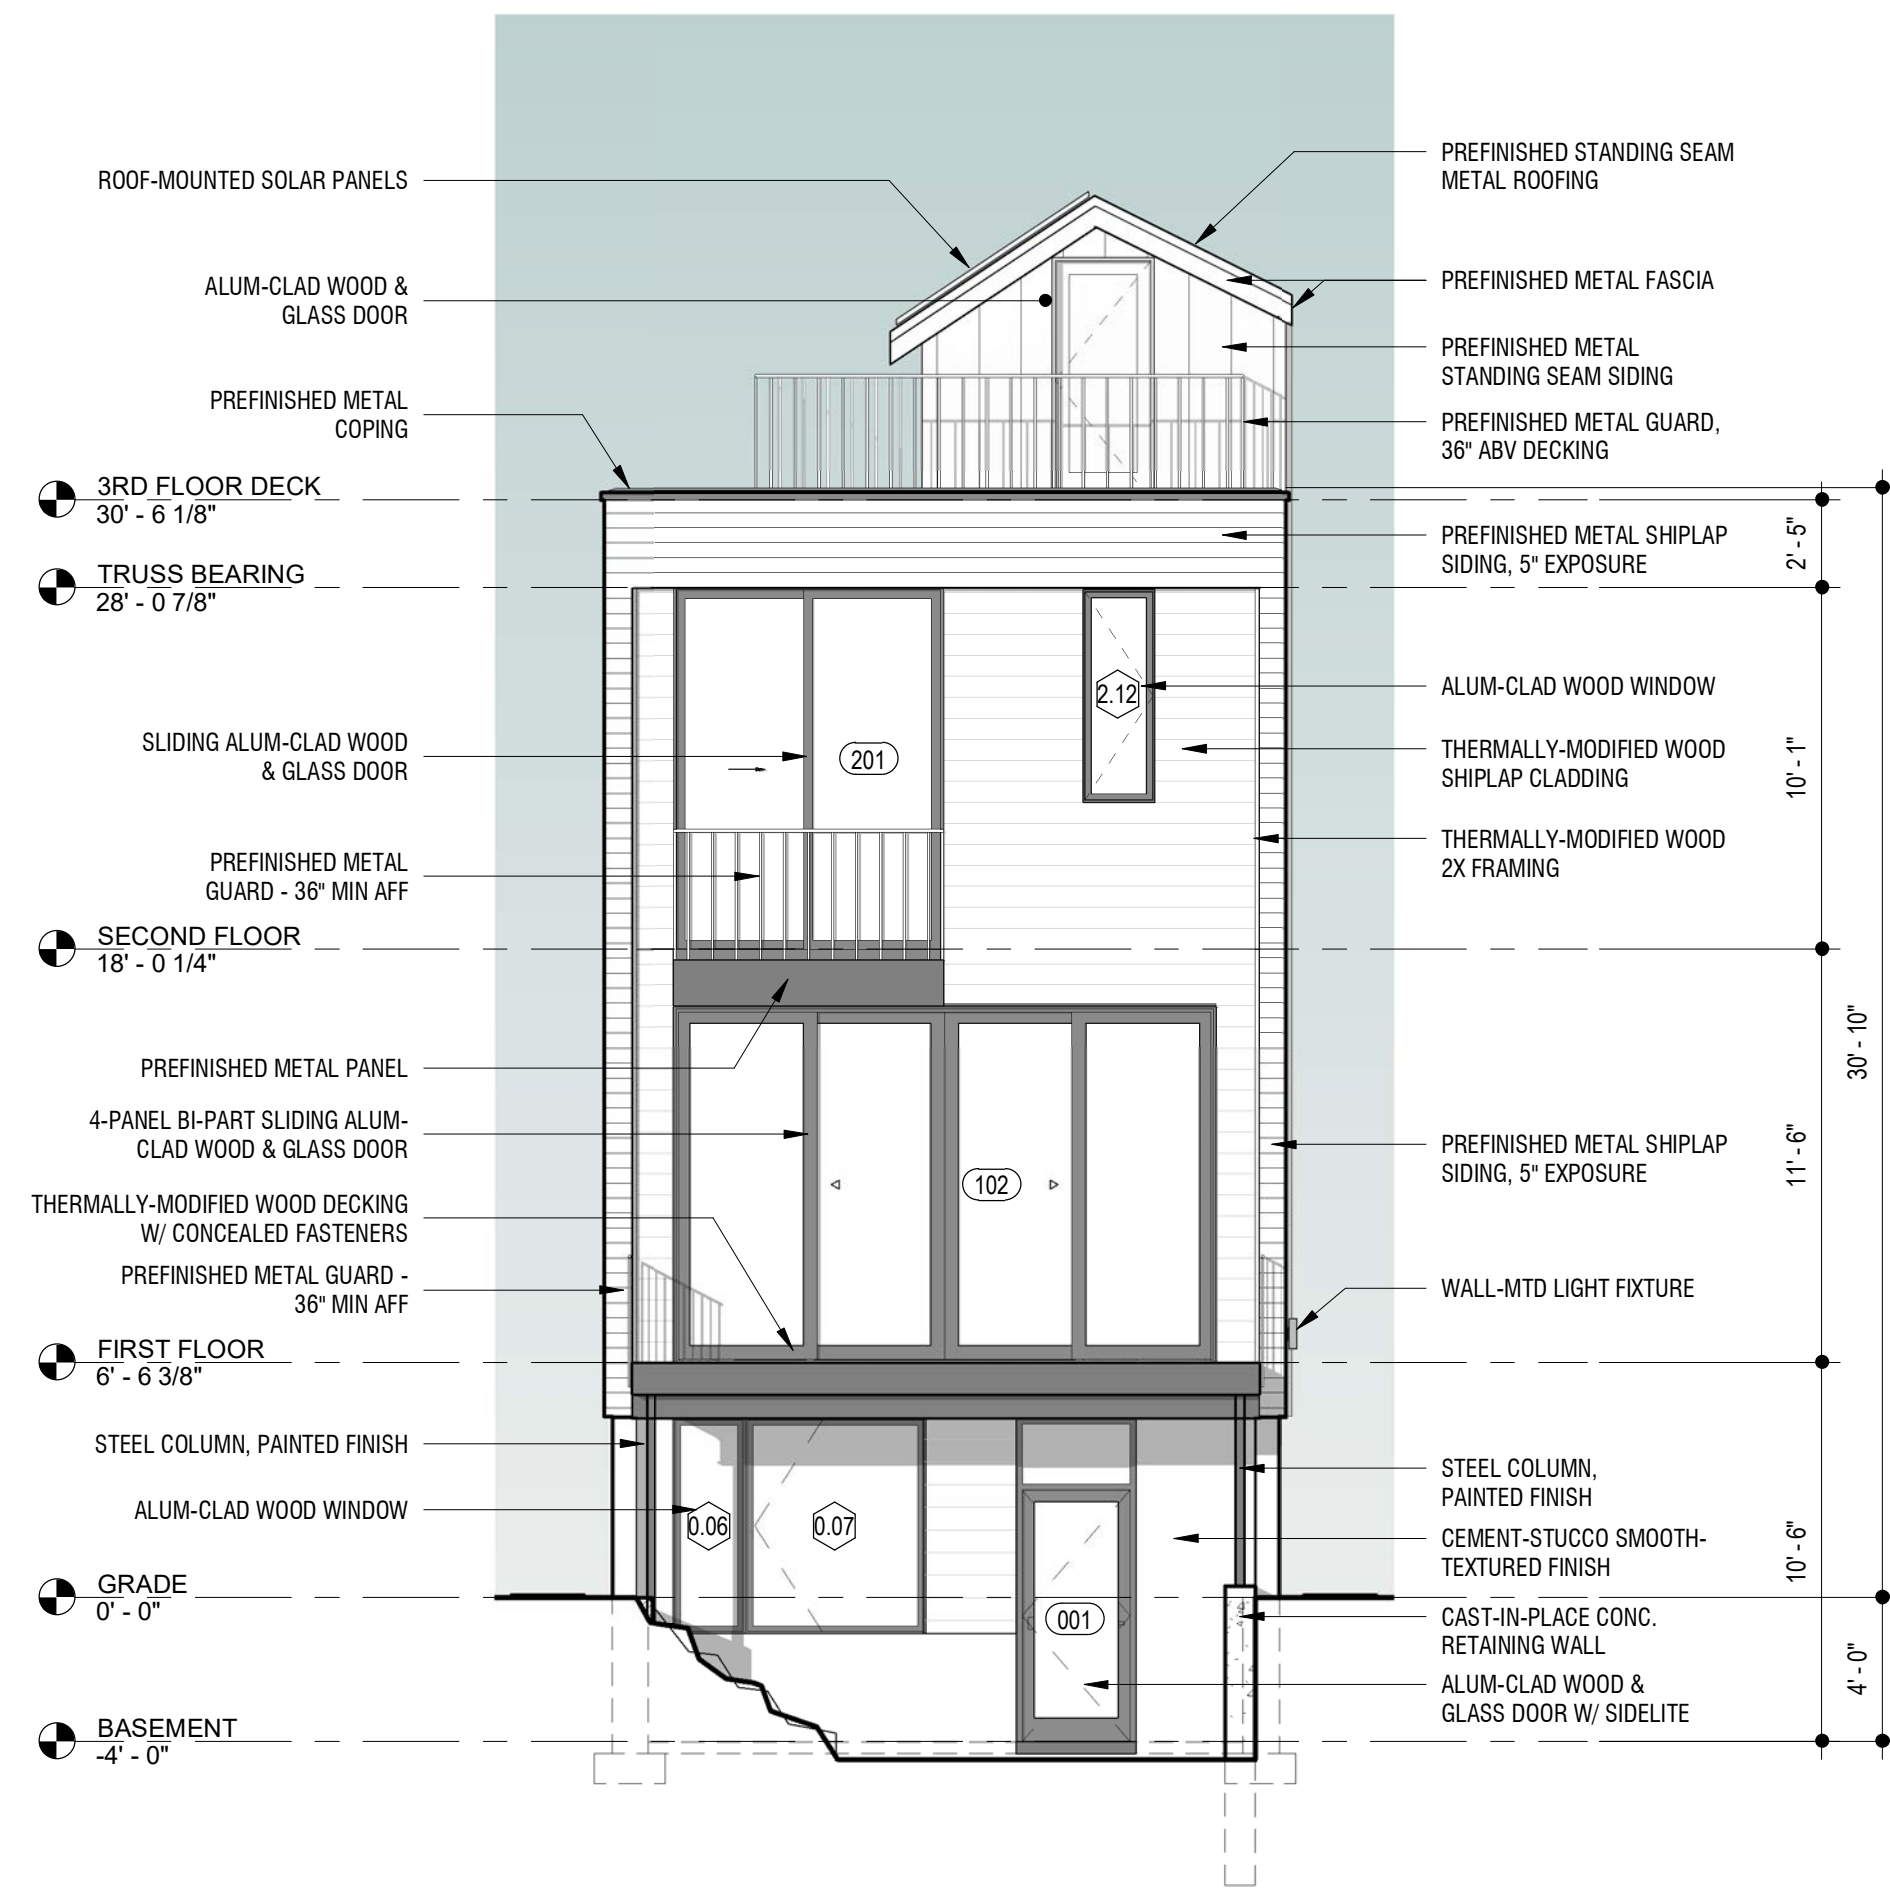 ROOF-MOUNTED SOLAR PANELS
ALUM-CLAD WOOD &
GLASS DOOR
PREFINISHED METAL
COPING
3RD FLOOR DECK
30' - 6 1/8"
TRUSS BEARING
28' - 0 7/8"
SLIDING ALUM-CLAD WOOD
& GLASS DOOR
PREFINISHED METAL
GUARD - 36" MIN AFF
SECOND FLOOR
18' - 0 1/4"
PREFINISHED METAL PANEL
4-PANEL BI-PART SLIDING ALUM-
CLAD WOOD & GLASS DOOR
THERMALLY-MODIFIED WOOD DECKING
W/ CONCEALED FASTENERS
PREFINISHED METAL GUARD -
36" MIN AFF
FIRST FLOOR
6' - 6 3/8"
STEEL COLUMN, PAINTED FINISH
ALUM-CLAD WOOD WINDOW
GRADE
0' - 0"
BASEMENT
-4' - 0"
2.12
201
102
0.06
0.07
001
PREFINISHED STANDING SEAM
METAL ROOFING
PREFINISHED METAL FASCIA
PREFINISHED METAL
STANDING SEAM SIDING
PREFINISHED METAL GUARD,
36" ABV DECKING
PREFINISHED METAL SHIPLAP
SIDING, 5" EXPOSURE
ALUM-CLAD WOOD WINDOW
THERMALLY-MODIFIED WOOD
SHIPLAP CLADDING
THERMALLY-MODIFIED WOOD
2X FRAMING
PREFINISHED METAL SHIPLAP
SIDING, 5" EXPOSURE
WALL-MTD LIGHT FIXTURE
STEEL COLUMN,
PAINTED FINISH
CEMENT-STUCCO SMOOTH-
TEXTURED FINISH
CAST-IN-PLACE CONC.
RETAINING WALL
ALUM-CLAD WOOD &
GLASS DOOR W/ SIDELITE
2' - 5"
10' - 1"
11' - 6"
10' - 6"
30' - 10"
4' - 0"